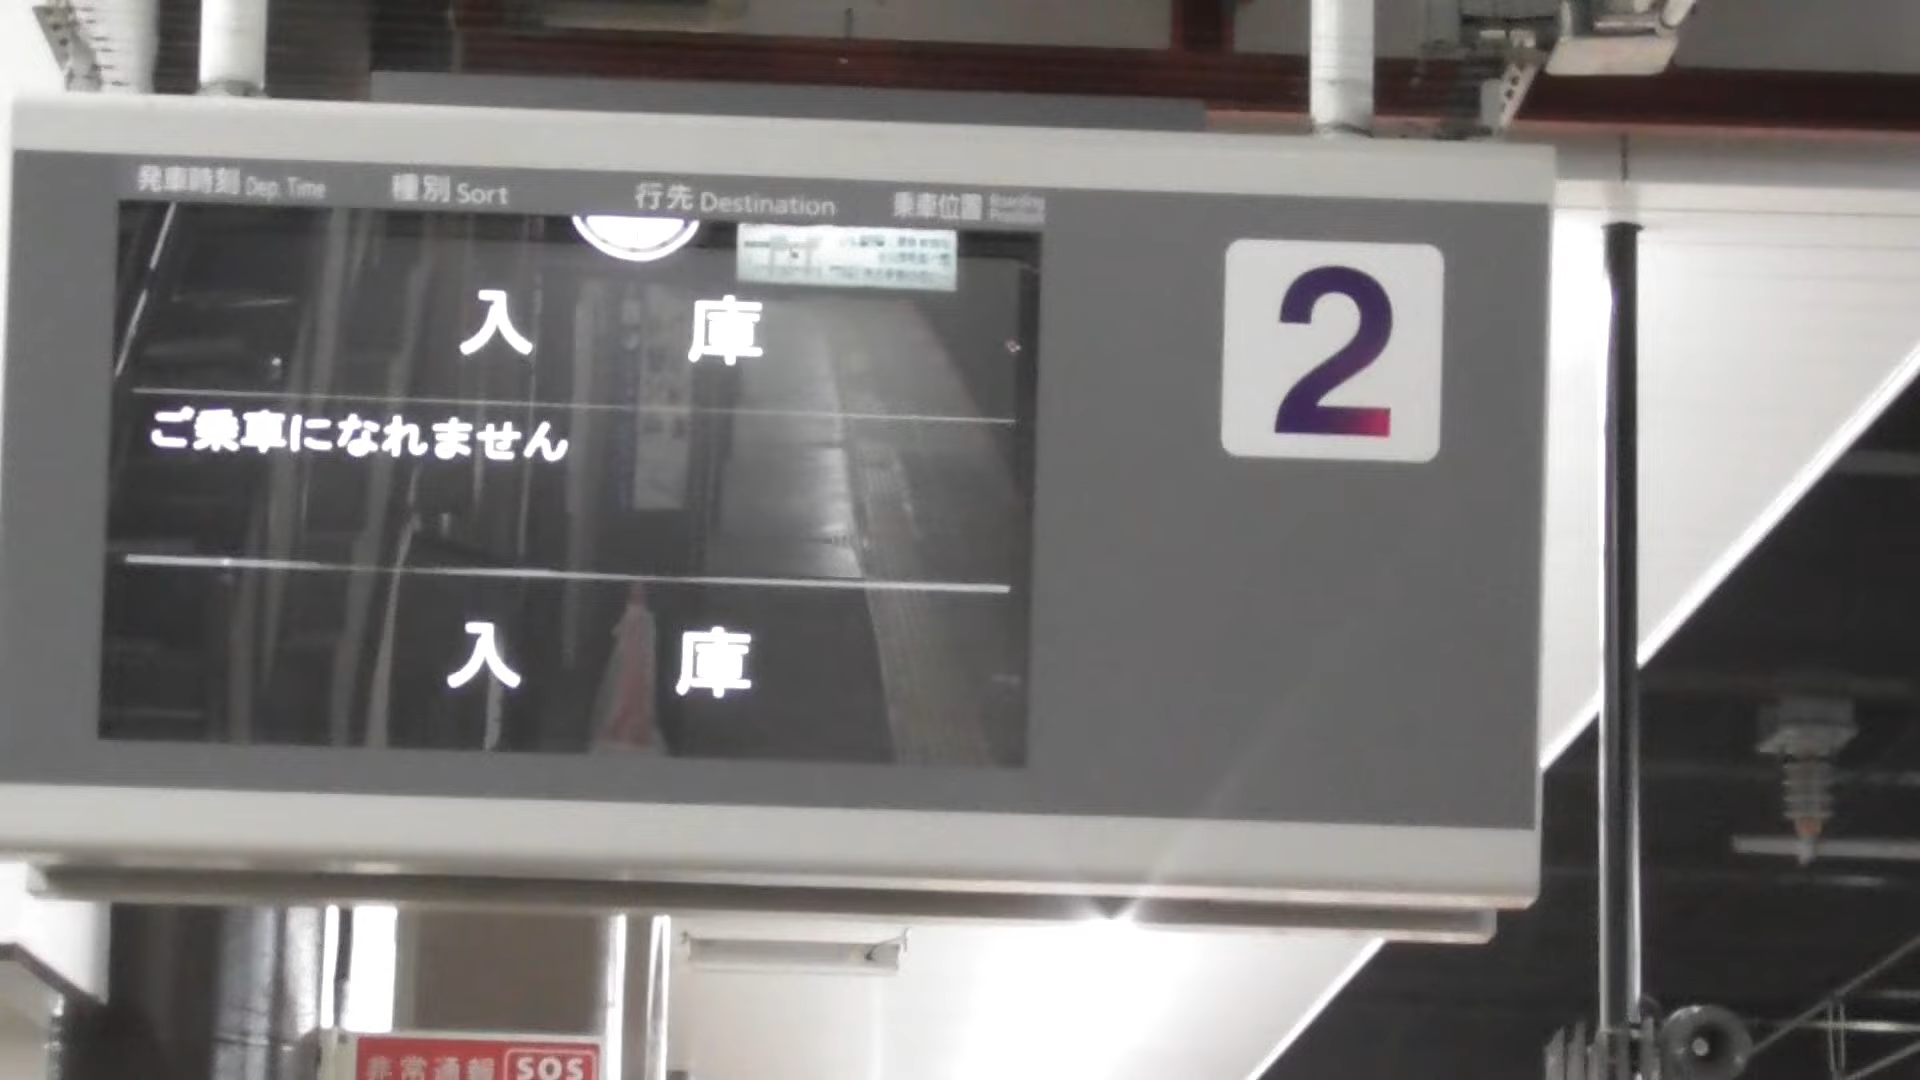 発車時刻 Dep. Time 種別 Sort 行先 Destination 乗車位置
2
入 庫
ご乗車になれません
入 庫
非常通報 SOS